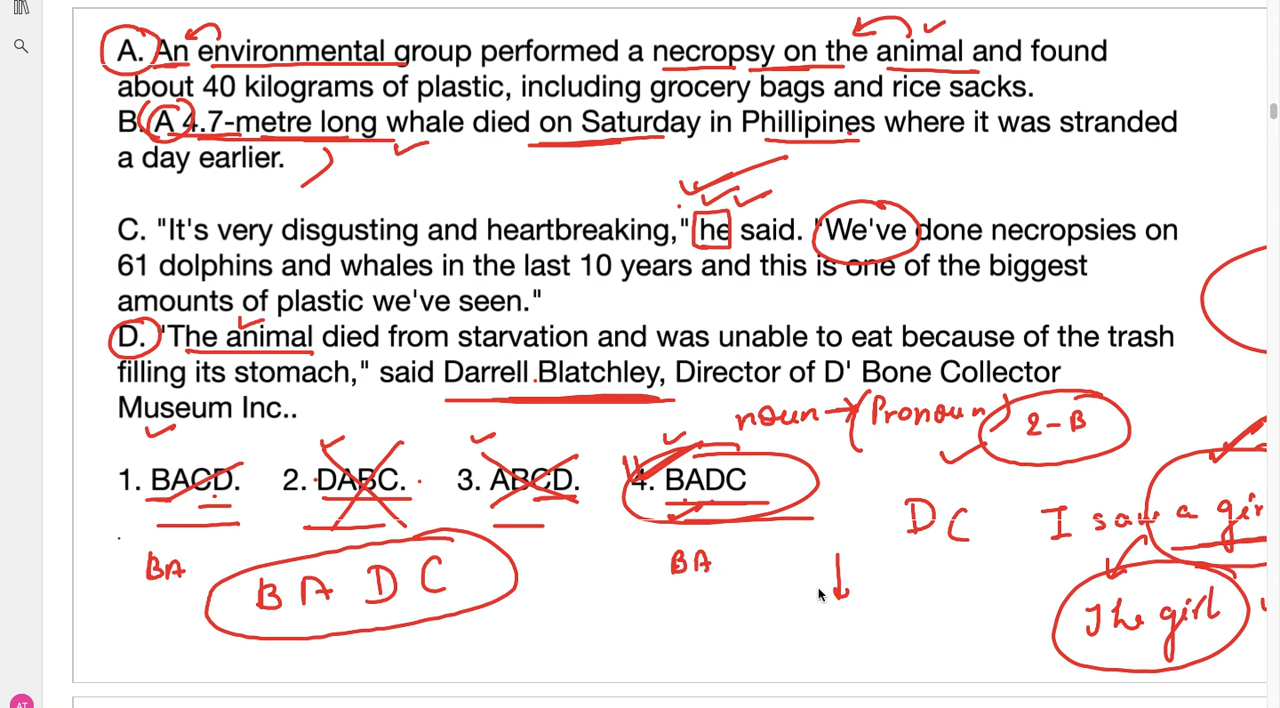 A. An environmental group performed a necropsy on the animal and found
about 40 kilograms of plastic, including grocery bags and rice sacks.
B. A 4.7-metre long whale died on Saturday in Phillipines where it was stranded
a day earlier.
C. "It's very disgusting and heartbreaking," he said. "We've done necropsies on
61 dolphins and whales in the last 10 years and this is one of the biggest
amounts of plastic we've seen."
D. 'The animal died from starvation and was unable to eat because of the trash
filling its stomach," said Darrell Blatchley, Director of D' Bone Collector
Museum Inc..
noun → (Pronoun) 2-B
1. BACD. 2. DABC. 3. ABCD. 4. BADC
DC I saw a gir
BA B A D C BA
The girl
AT